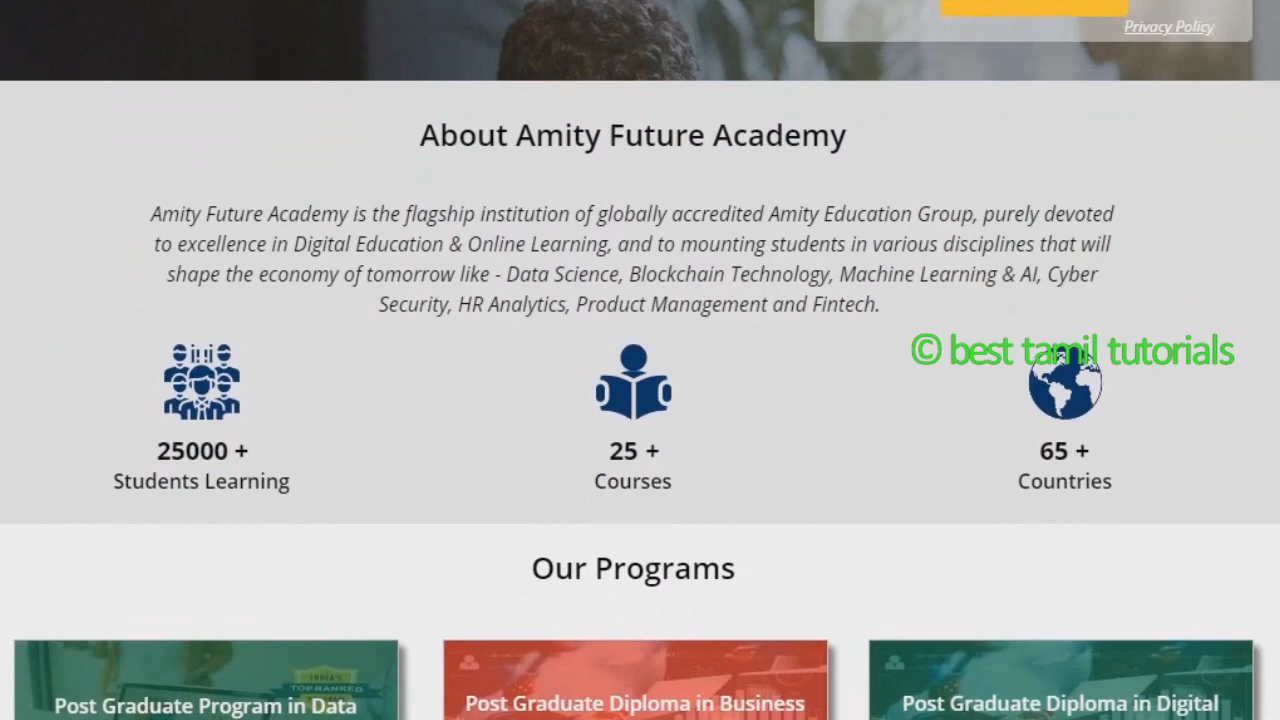 Privacy Policy
About Amity Future Academy
Amity Future Academy is the flagship institution of globally accredited Amity Education Group, purely devoted
to excellence in Digital Education & Online Learning, and to mounting students in various disciplines that will
shape the economy of tomorrow like - Data Science, Blockchain Technology, Machine Learning & AI, Cyber
Security, HR Analytics, Product Management and Fintech.
© best tamil tutorials
25000 +
Students Learning
25 +
Courses
65 +
Countries
Our Programs
INDIA'S
TOP RANKED
Post Graduate Program in Data
Post Graduate Diploma in Business
Post Graduate Diploma in Digital